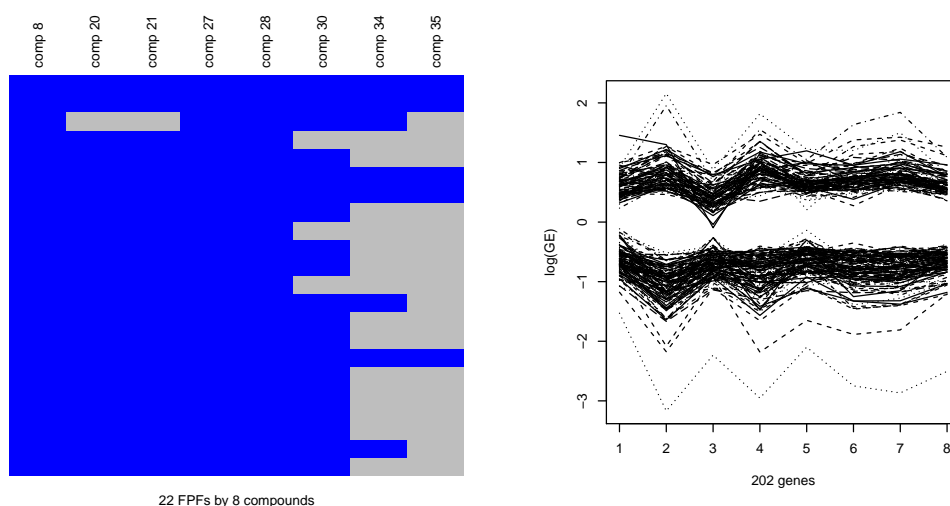 comp 8
comp 20
comp 21
comp 27
comp 28
comp 30
comp 34
comp 35
22 FPFs by 8 compounds
log(GE)
2
1
0
−1
−2
−3
1 2 3 4 5 6 7 8
202 genes